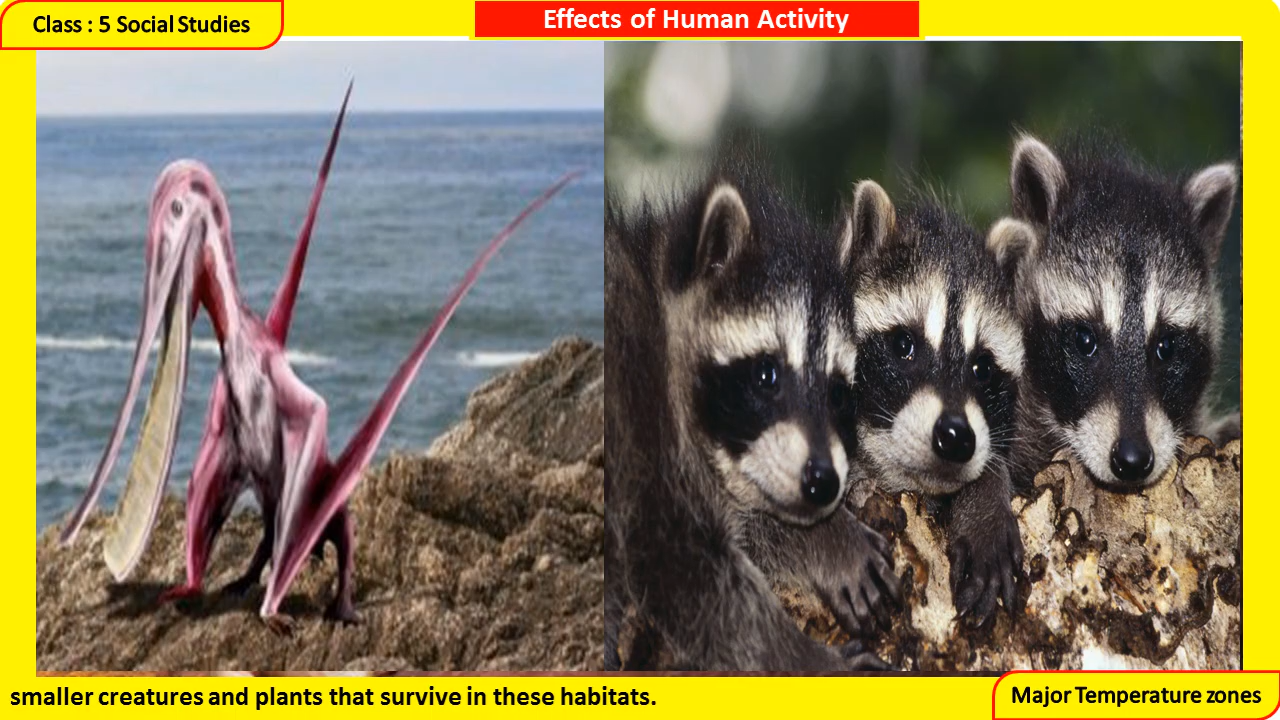 Class : 5 Social Studies
Effects of Human Activity
smaller creatures and plants that survive in these habitats.
Major Temperature zones